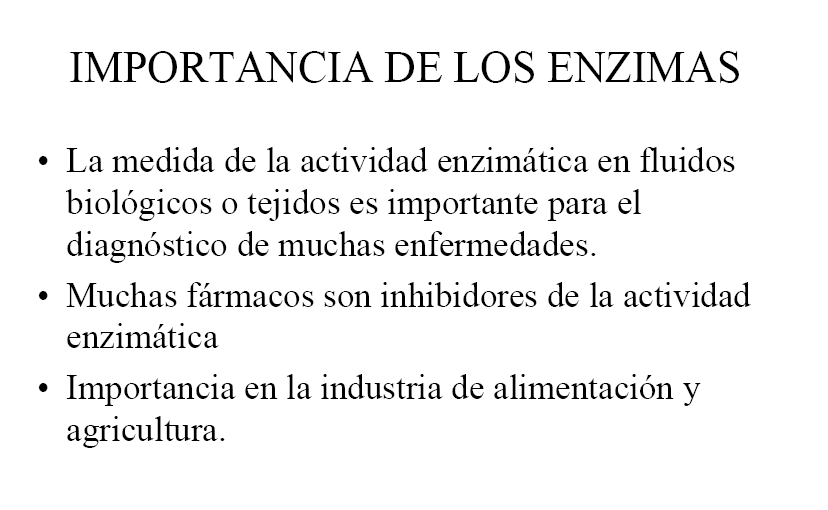 IMPORTANCIA DE LOS ENZIMAS
• La medida de la actividad enzimática en fluidos
biológicos o tejidos es importante para el
diagnóstico de muchas enfermedades.
• Muchas fármacos son inhibidores de la actividad
enzimática
• Importancia en la industria de alimentación y
agricultura.